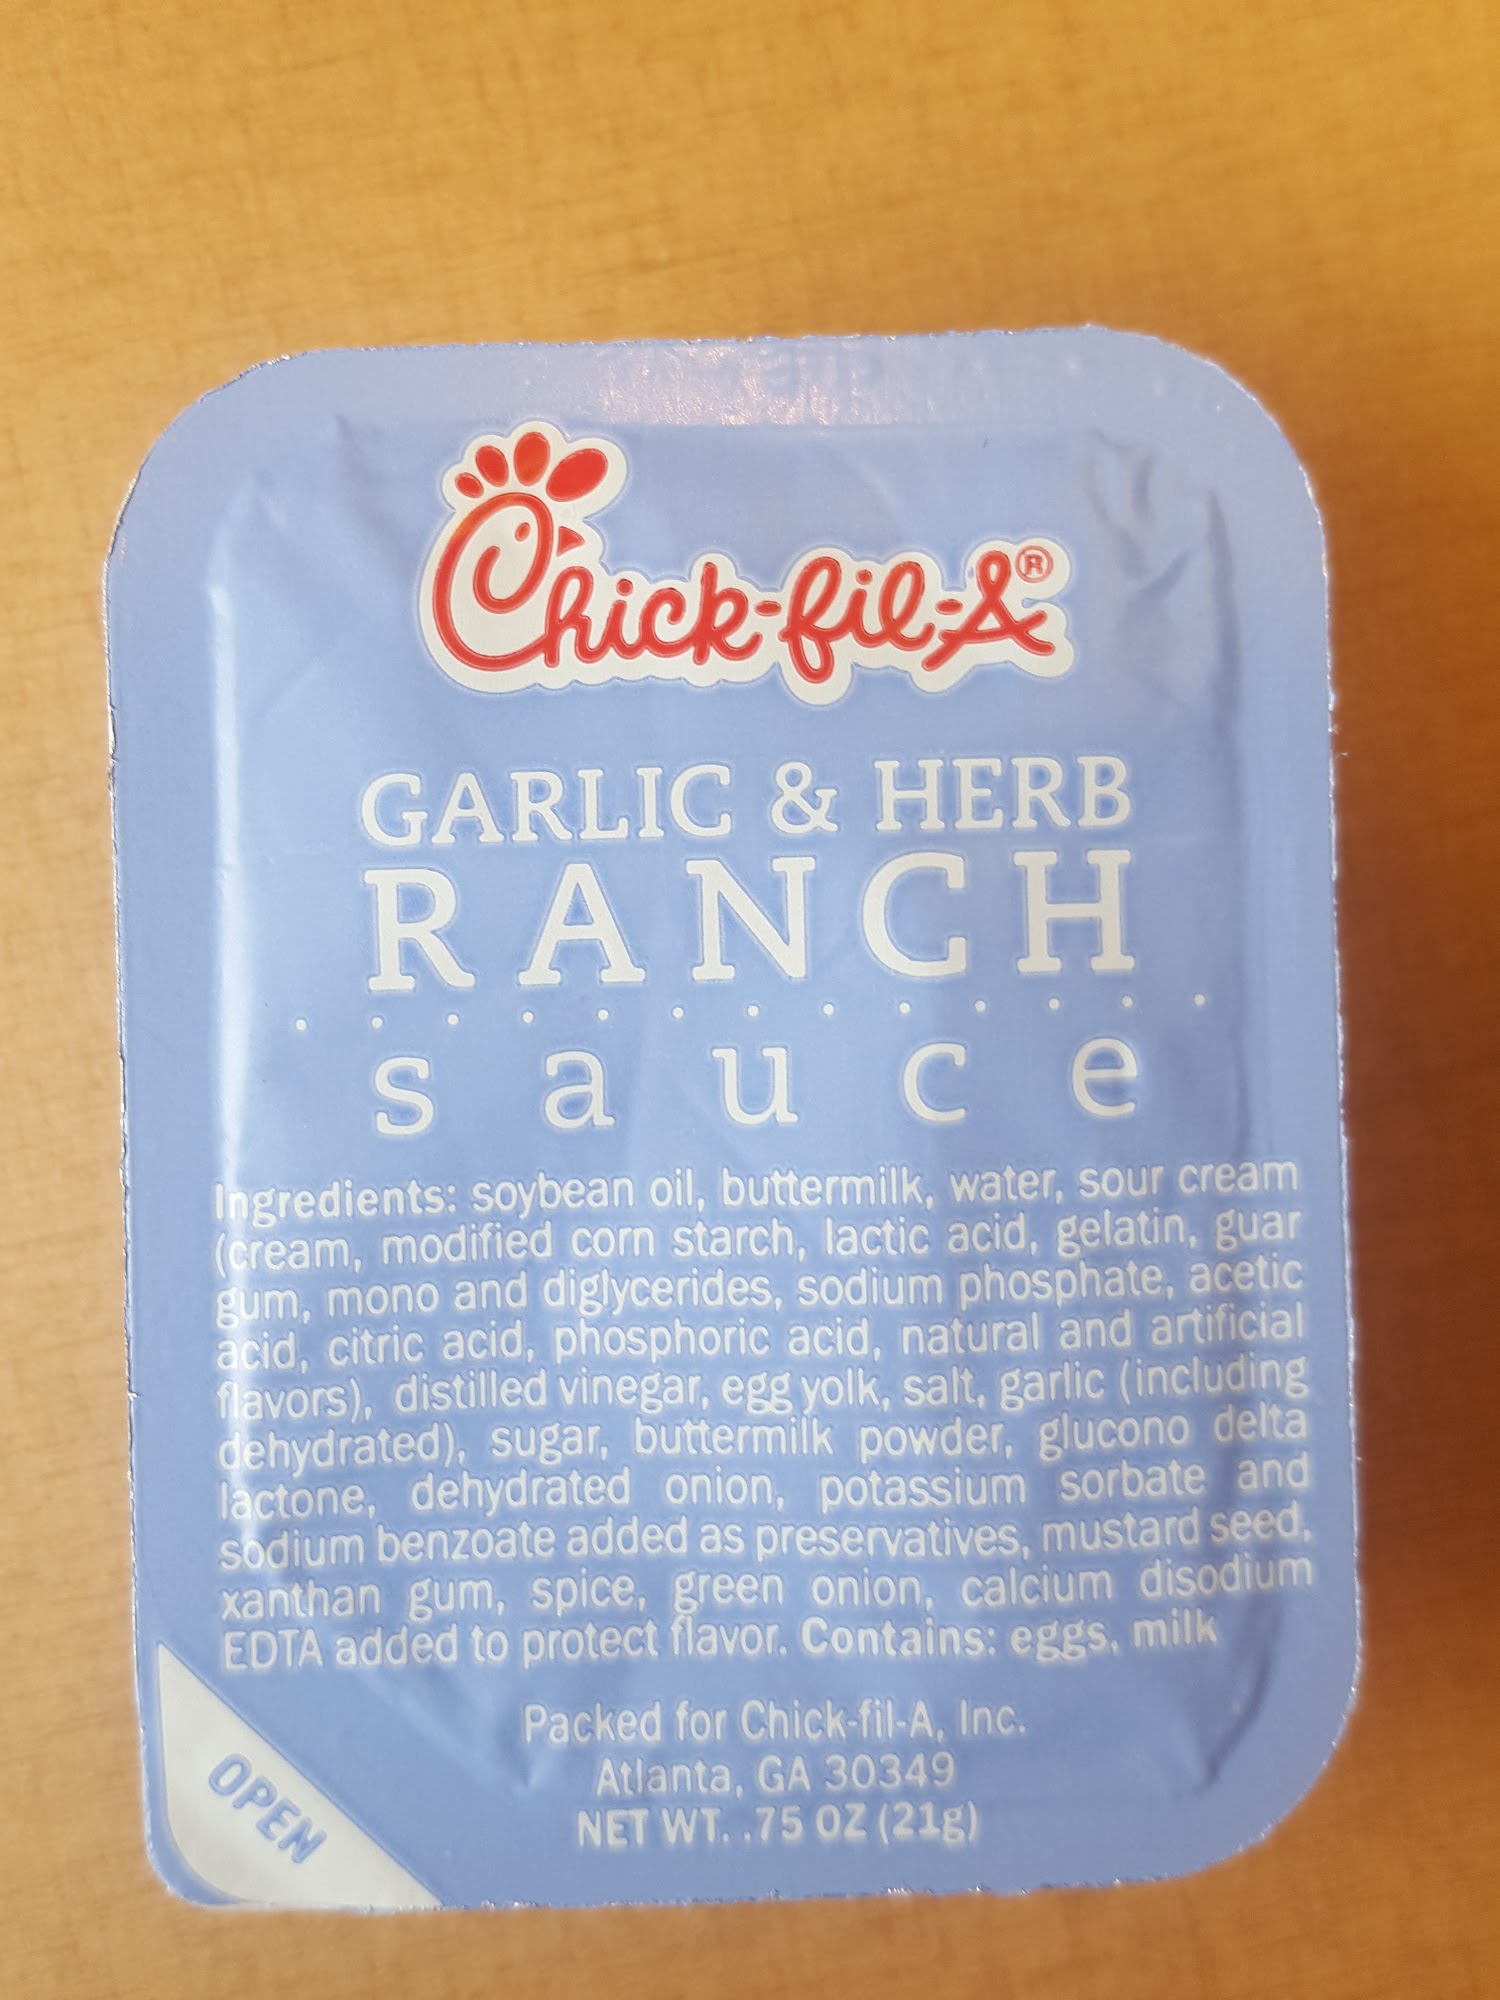 Chick-fil-A®
GARLIC & HERB
RANCH
sauce
Ingredients: soybean oil, buttermilk, water, sour cream
(cream, modified corn starch, lactic acid, gelatin, guar
gum, mono and diglycerides, sodium phosphate, acetic
acid, citric acid, phosphoric acid, natural and artificial
flavors), distilled vinegar, egg yolk, salt, garlic (including
dehydrated), sugar, buttermilk powder, glucono delta
lactone, dehydrated onion, potassium sorbate and
sodium benzoate added as preservatives, mustard seed,
xanthan gum, spice, green onion, calcium disodium
EDTA added to protect flavor. Contains: eggs, milk
Packed for Chick-fil-A, Inc.
Atlanta, GA 30349
NET WT. .75 OZ (21g)
OPEN